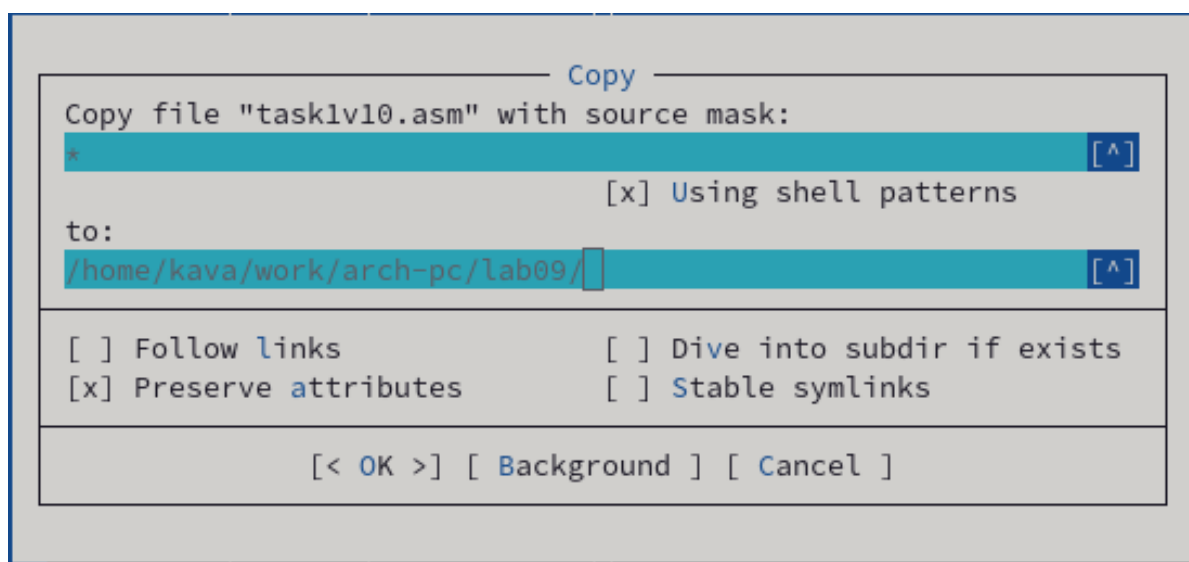 Copy
Copy file "task1v10.asm" with source mask:
* [^]
[x] Using shell patterns
to:
/home/kava/work/arch-pc/lab09/ [^]
[ ] Follow links [ ] Dive into subdir if exists
[x] Preserve attributes [ ] Stable symlinks
[< OK >] [ Background ] [ Cancel ]